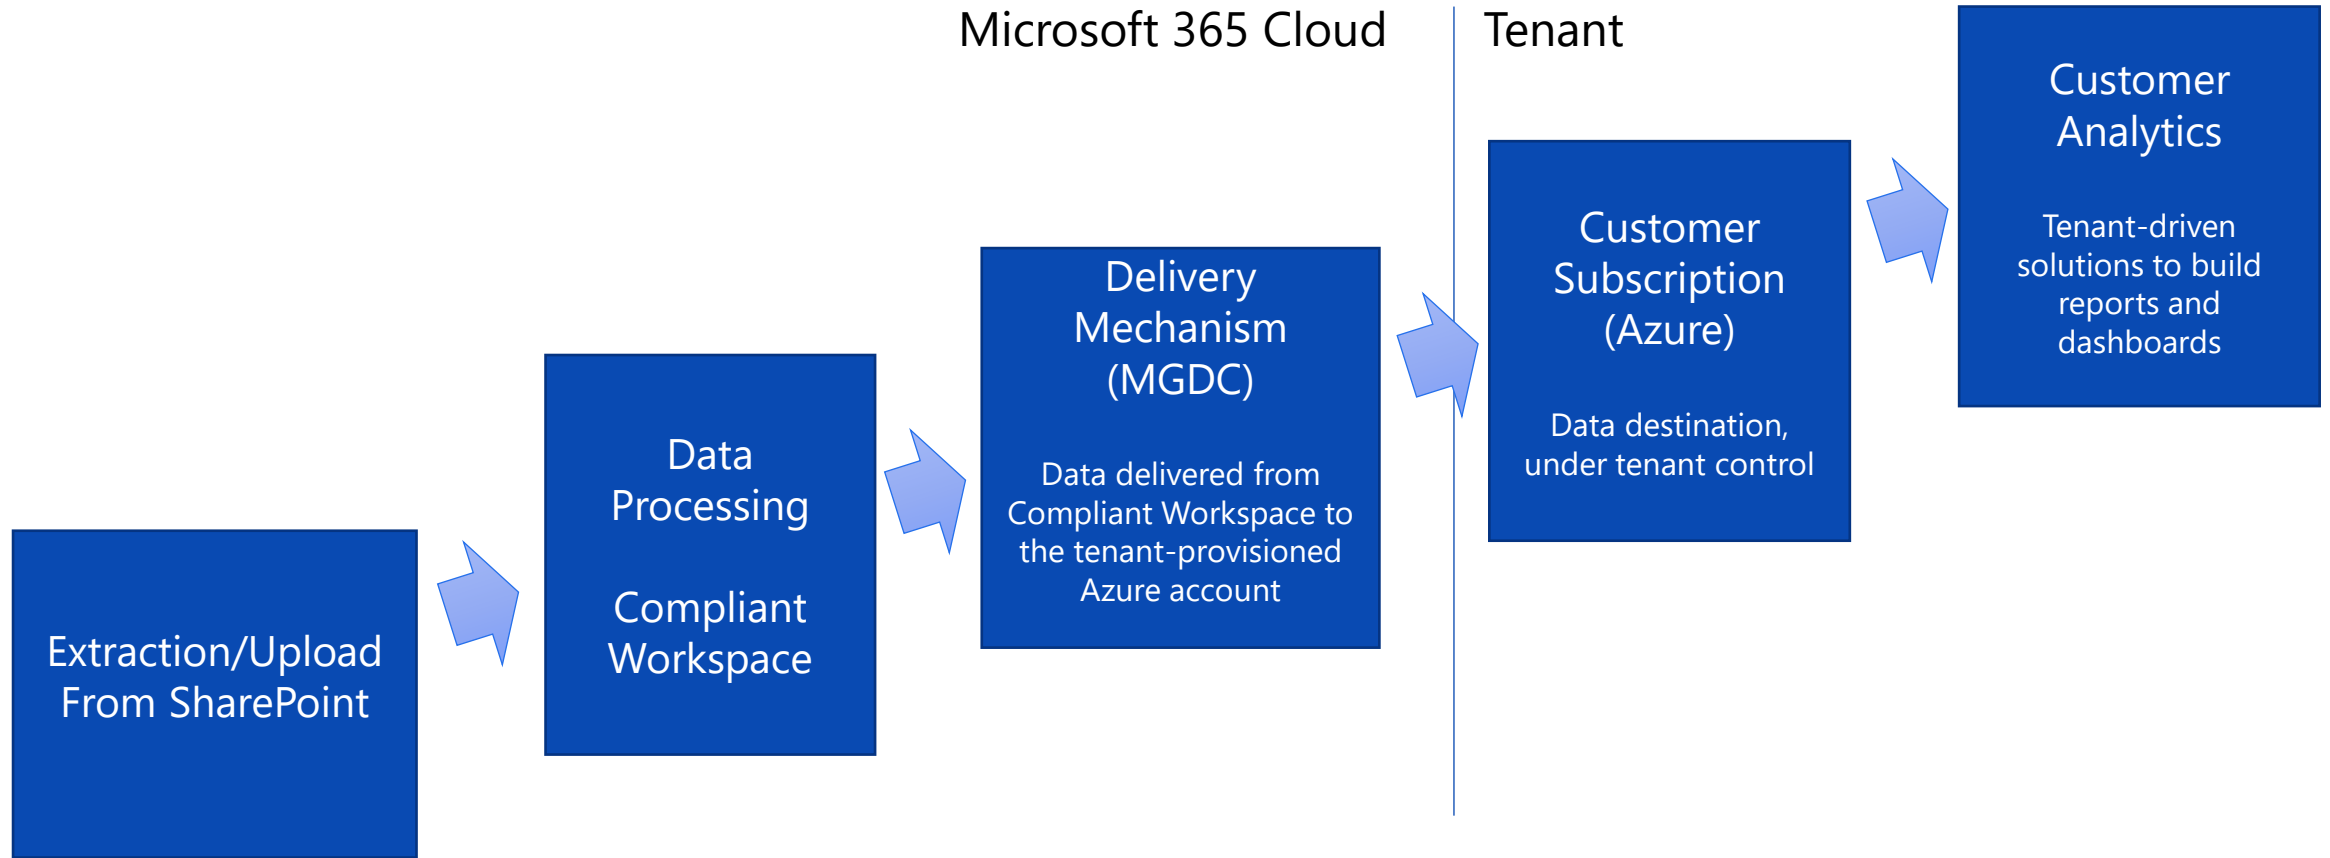 Microsoft 365 Cloud
Tenant
Extraction/Upload
From SharePoint
Data
Processing
Compliant
Workspace
Delivery
Mechanism
(MGDC)
Data delivered from
Compliant Workspace to
the tenant-provisioned
Azure account
Customer
Subscription
(Azure)
Data destination,
under tenant control
Customer
Analytics
Tenant-driven
solutions to build
reports and
dashboards